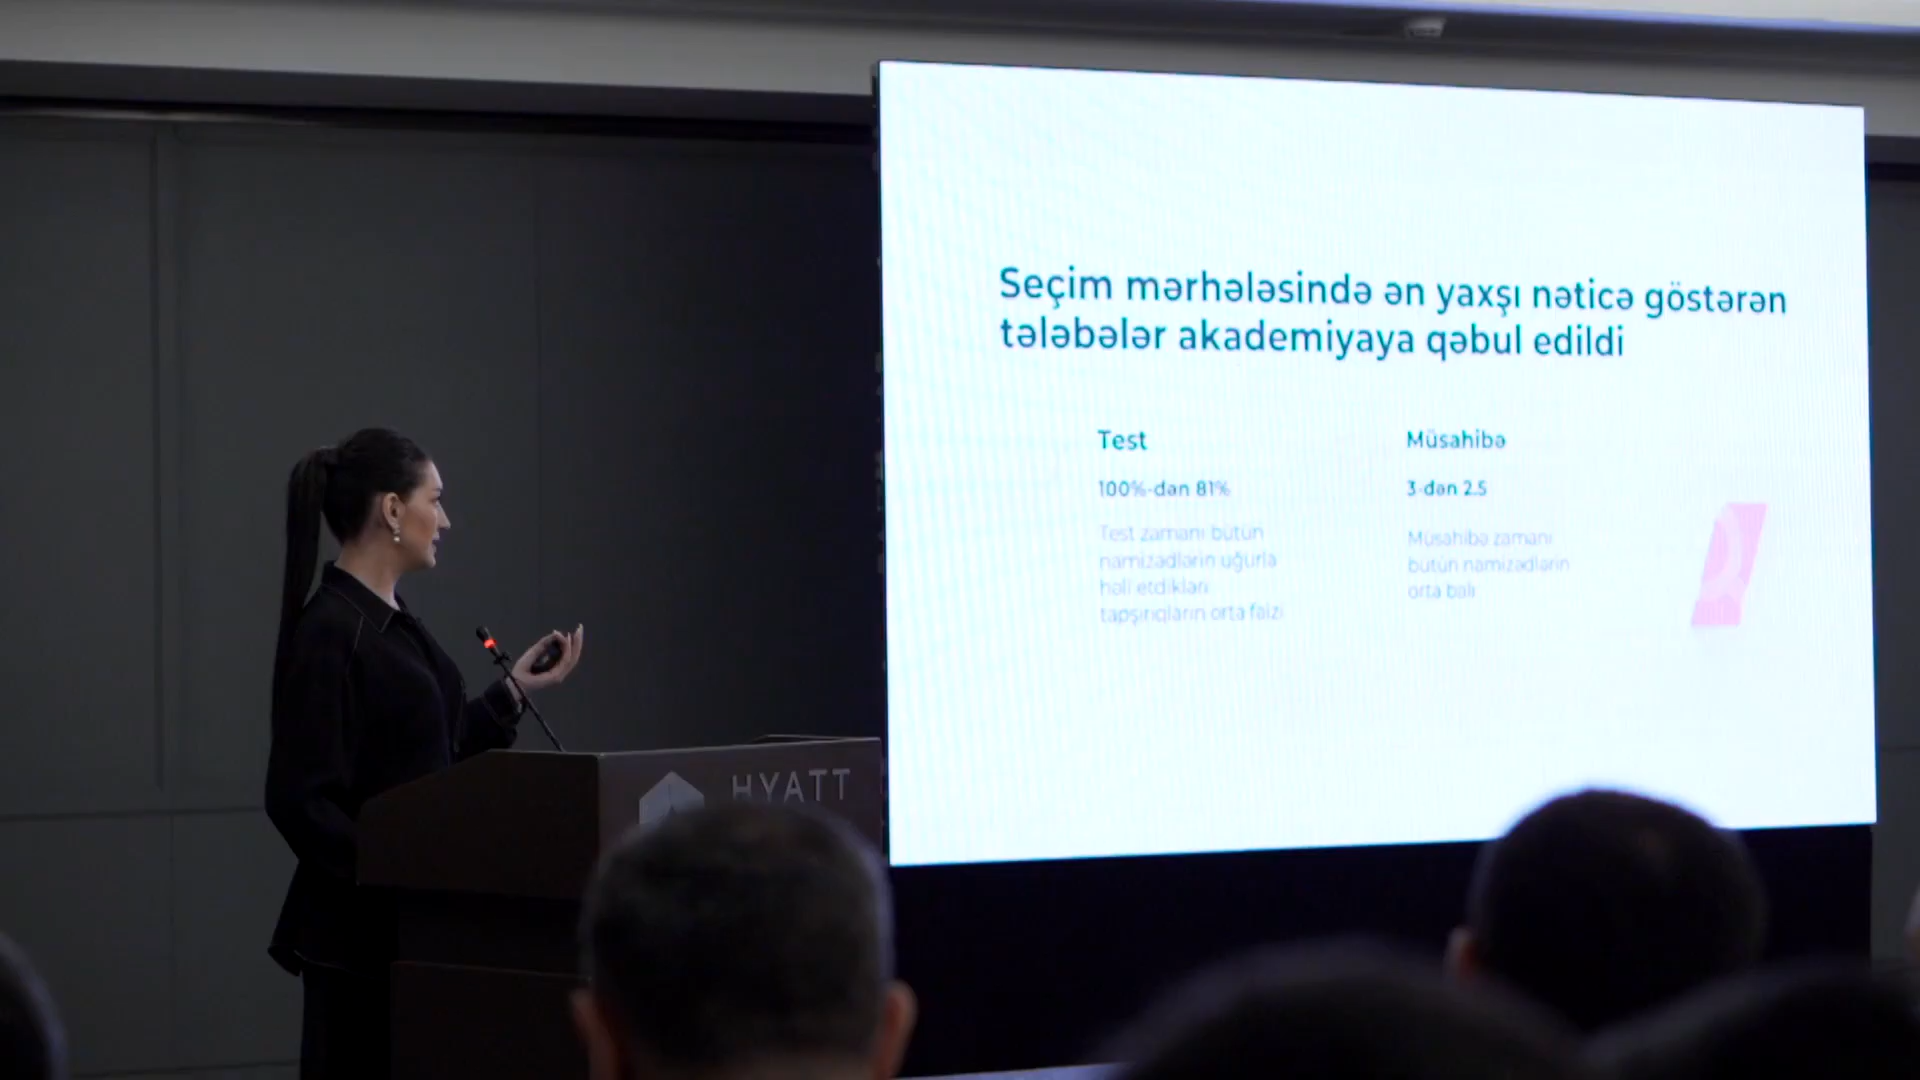 Seçim mərhələsində ən yaxşı nəticə göstərən
tələbələr akademiyaya qəbul edildi
Test
100%-dən 81%
Test zamanı bütün
namizədlərin uğurla
həll etdikləri
tapşırıqların orta faizi
Müsahibə
3-dən 2.5
Müsahibə zamanı
bütün namizədlərin
orta balı
HYATT